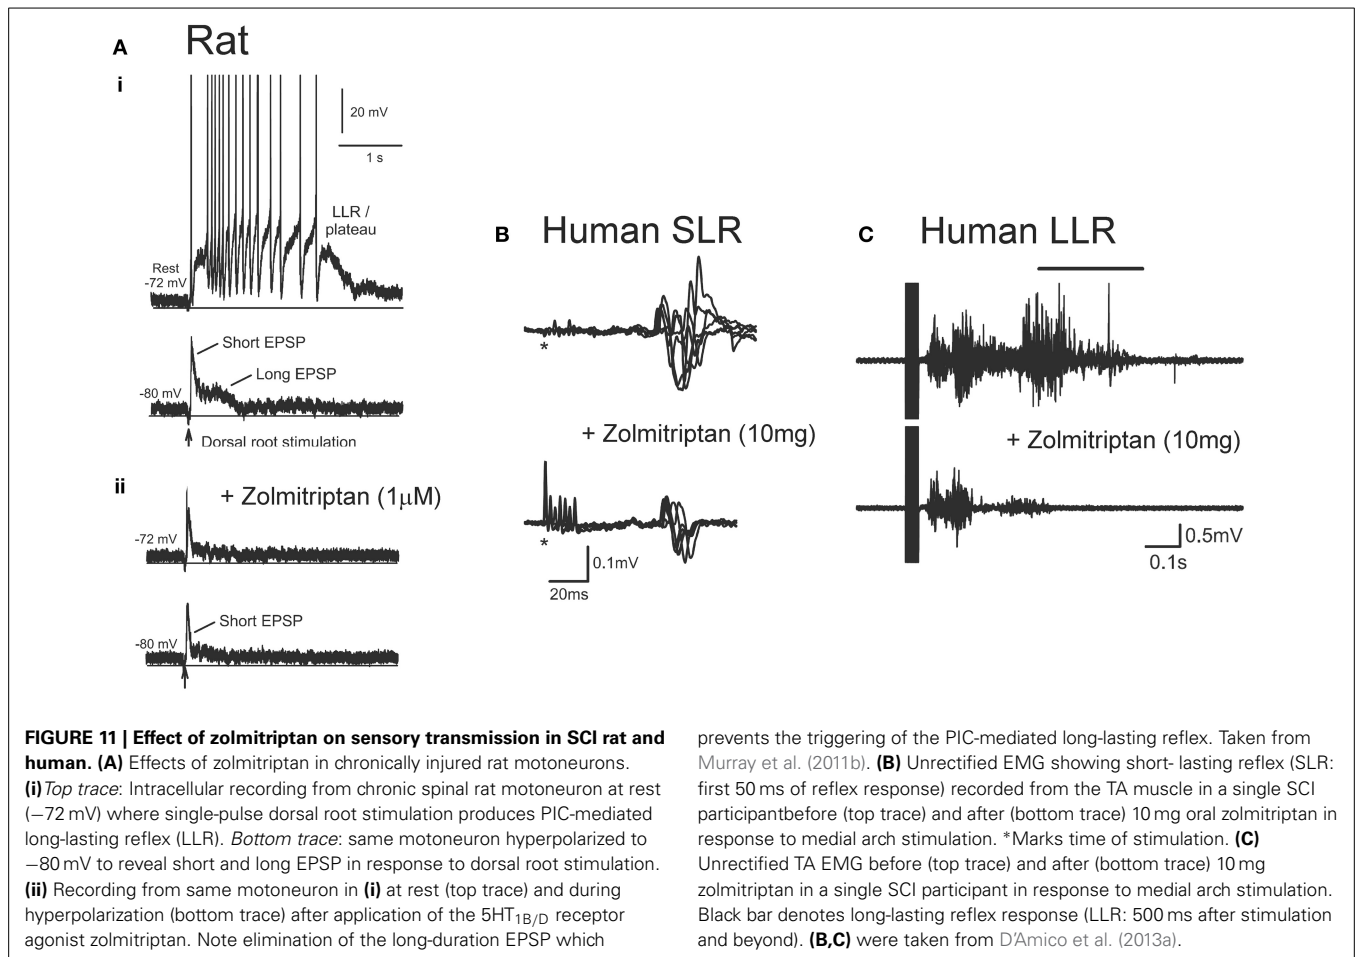 A Rat
i
20 mV
1 s
LLR /
plateau
Rest
-72 mV
Short EPSP
Long EPSP
-80 mV
Dorsal root stimulation
ii
+ Zolmitriptan (1µM)
-72 mV
Short EPSP
-80 mV
B Human SLR
*
+ Zolmitriptan (10mg)
*
0.1mV
20ms
C Human LLR
+ Zolmitriptan (10mg)
0.5mV
0.1s
FIGURE 11 | Effect of zolmitriptan on sensory transmission in SCI rat and
human. (A) Effects of zolmitriptan in chronically injured rat motoneurons.
(i)Top trace: Intracellular recording from chronic spinal rat motoneuron at rest
(−72 mV) where single-pulse dorsal root stimulation produces PIC-mediated
long-lasting reflex (LLR). Bottom trace: same motoneuron hyperpolarized to
−80 mV to reveal short and long EPSP in response to dorsal root stimulation.
(ii) Recording from same motoneuron in (i) at rest (top trace) and during
hyperpolarization (bottom trace) after application of the 5HT1B/D receptor
agonist zolmitriptan. Note elimination of the long-duration EPSP which
prevents the triggering of the PIC-mediated long-lasting reflex. Taken from
Murray et al. (2011b). (B) Unrectified EMG showing short- lasting reflex (SLR:
first 50 ms of reflex response) recorded from the TA muscle in a single SCI
participantbefore (top trace) and after (bottom trace) 10 mg oral zolmitriptan in
response to medial arch stimulation. *Marks time of stimulation. (C)
Unrectified TA EMG before (top trace) and after (bottom trace) 10 mg
zolmitriptan in a single SCI participant in response to medial arch stimulation.
Black bar denotes long-lasting reflex response (LLR: 500 ms after stimulation
and beyond). (B,C) were taken from D'Amico et al. (2013a).